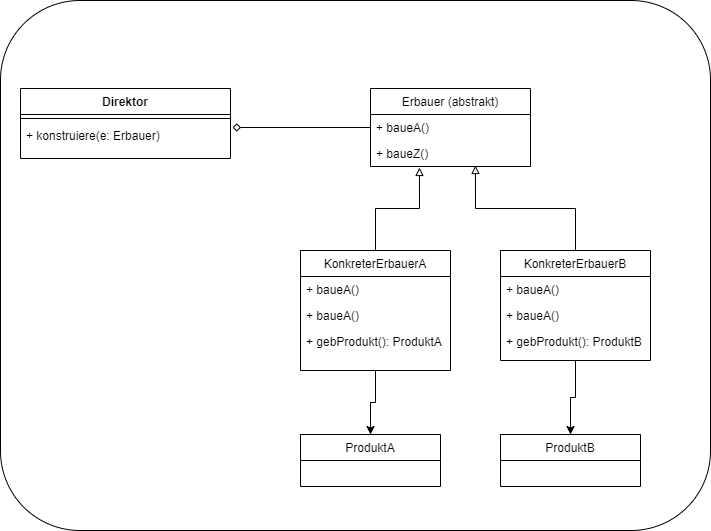 Direktor
+ konstruiere(e: Erbauer)
Erbauer (abstrakt)
+ baueA()
+ baueZ()
KonkreterErbauerA
+ baueA()
+ baueA()
+ gebProdukt(): ProduktA
KonkreterErbauerB
+ baueA()
+ baueA()
+ gebProdukt(): ProduktB
ProduktA
ProduktB